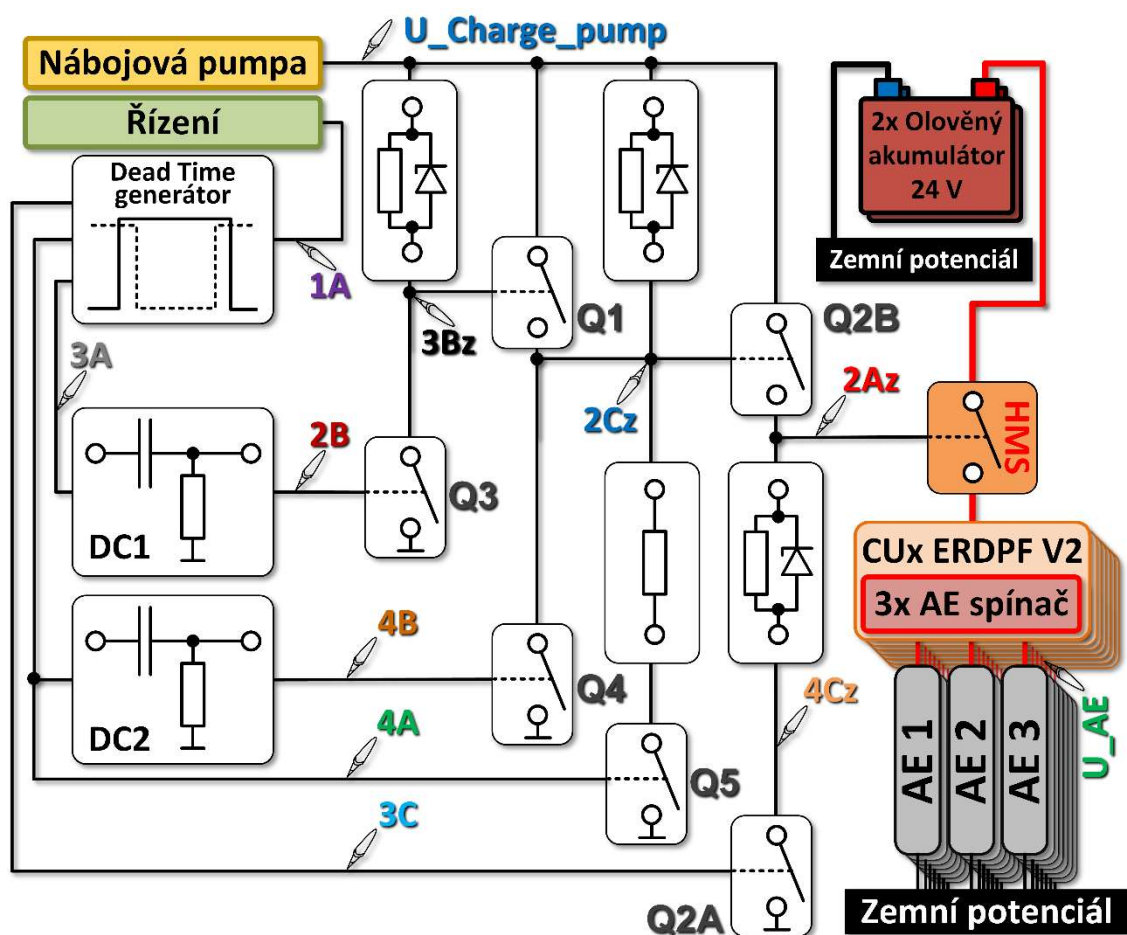 U_Charge_pump
Nábojová pumpa
Řízení
Dead Time
generátor
1A
3A
3Bz
Q1
Q2B
2Az
2Cz
2x Olověný
akumulátor
24 V
Zemní potenciál
HMS
2B
Q3
DC1
CUx ERDPF V2
3x AE spínač
4B
Q4
DC2
4A
4Cz
Q5
3C
Q2A
AE 1
AE 2
AE 3
U_AE
Zemní potenciál